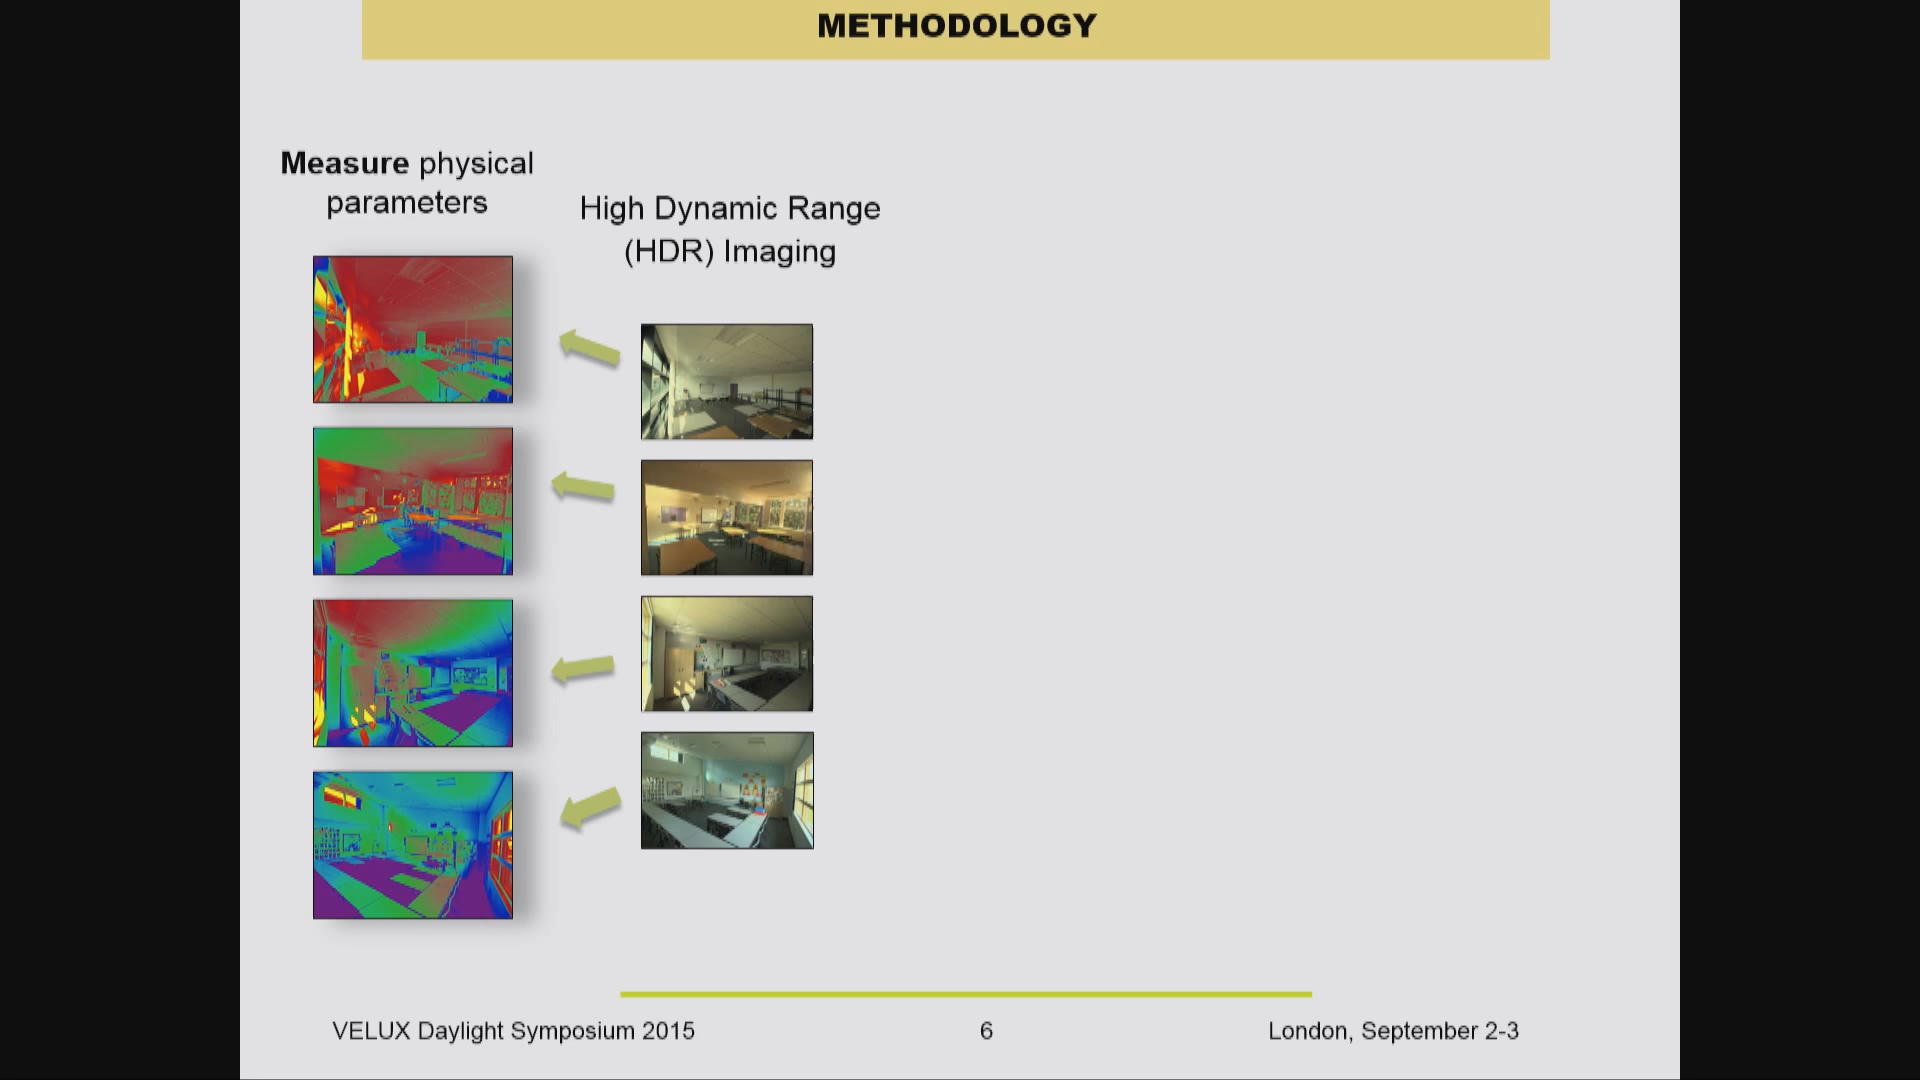 METHODOLOGY
Measure physical
parameters
High Dynamic Range
(HDR) Imaging
VELUX Daylight Symposium 2015
6
London, September 2-3